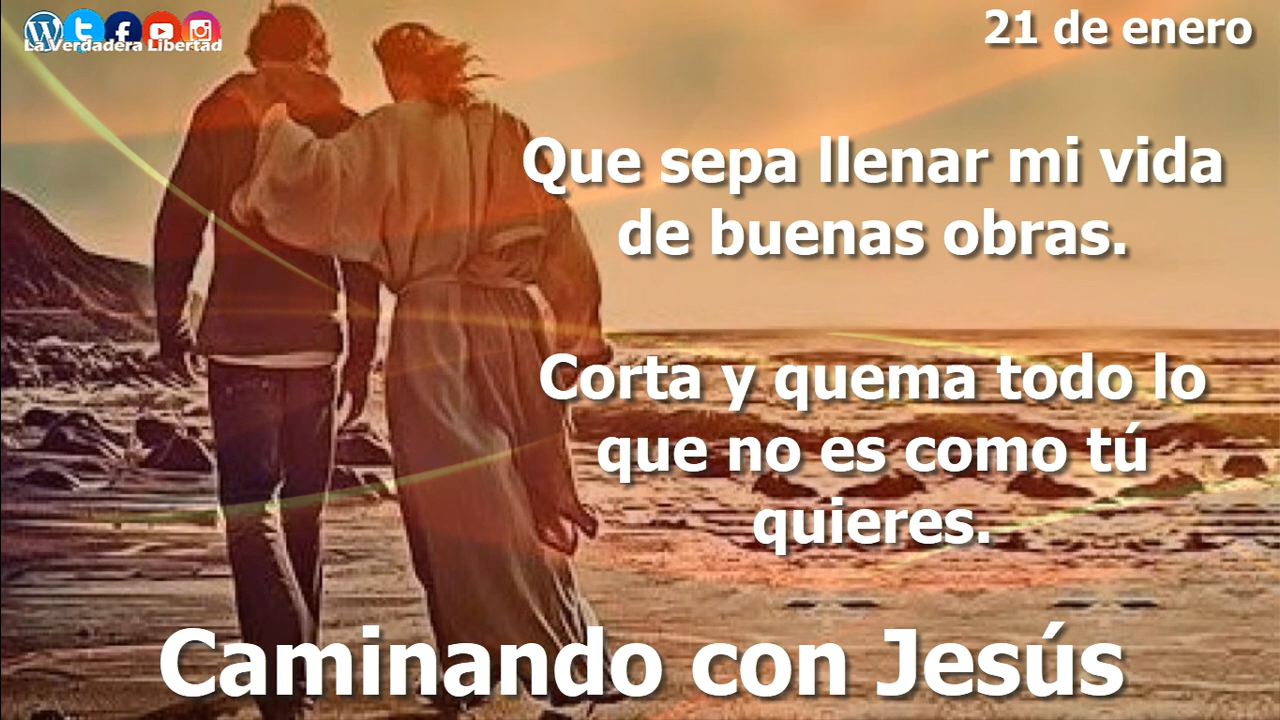 La Verdadera Libertad
21 de enero
Que sepa llenar mi vida
de buenas obras.
Corta y quema todo lo
que no es como tú
quieres.
Caminando con Jesús